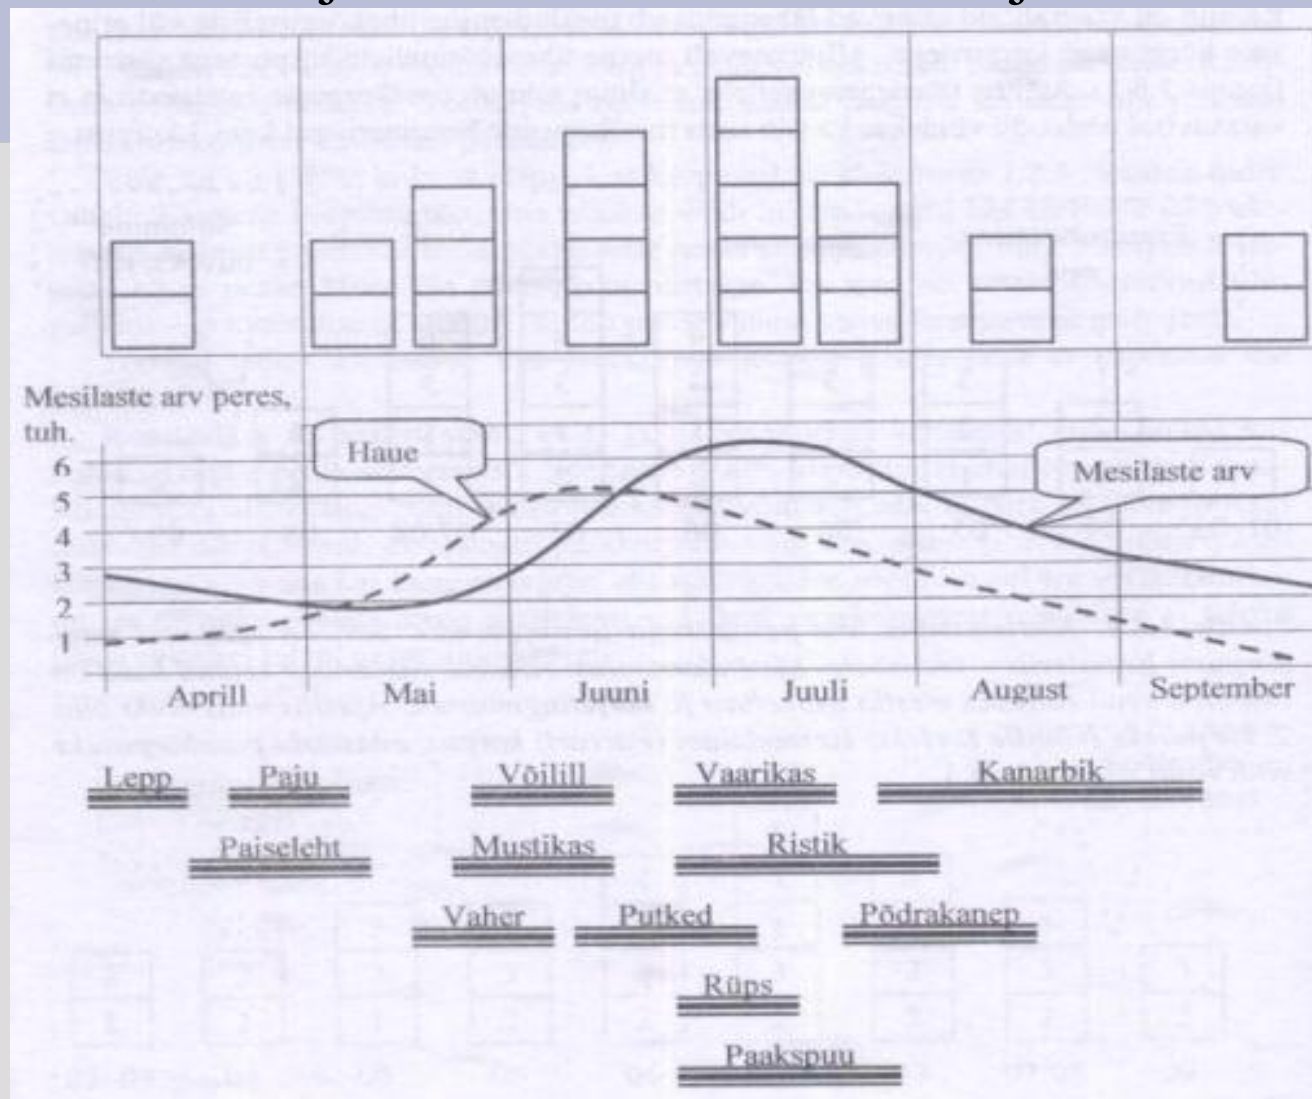 Mesilaste arv peres,
tuh.
Haue
Mesilaste arv
6
5
4
3
2
1
Aprill Mai Juuni Juuli August September
Lepp Paju Võilill Vaarikas Kanarbik
Paiseleht Mustikas Ristik
Vaher Putked Põdrakanep
Rüps
Paakspuu